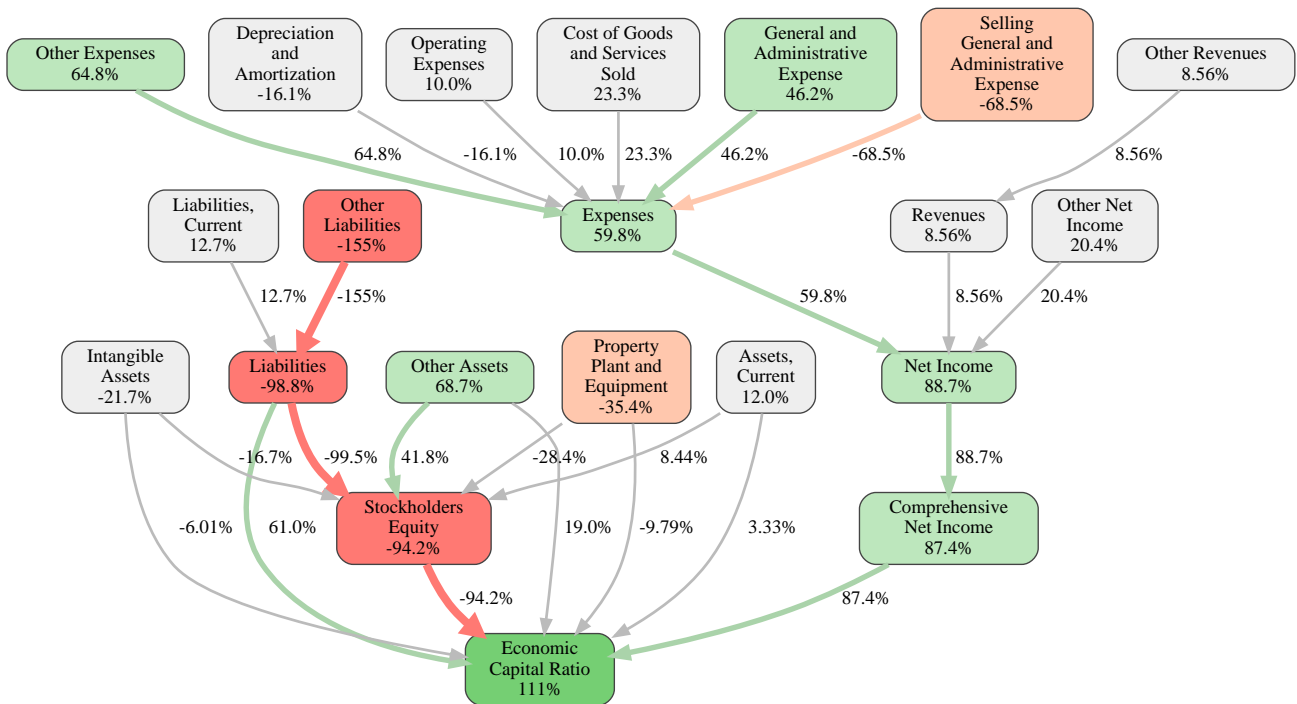 Other Expenses
64.8%
Depreciation
and
Amortization
-16.1%
Operating
Expenses
10.0%
Cost of Goods
and Services
Sold
23.3%
General and
Administrative
Expense
46.2%
Selling
General and
Administrative
Expense
-68.5%
Other Revenues
8.56%
64.8%
-16.1%
10.0%
23.3%
46.2%
-68.5%
8.56%
Liabilities,
Current
12.7%
Other
Liabilities
-155%
Expenses
59.8%
Revenues
8.56%
Other Net
Income
20.4%
12.7%
-155%
59.8%
8.56%
20.4%
Intangible
Assets
-21.7%
Liabilities
-98.8%
Other Assets
68.7%
Property
Plant and
Equipment
-35.4%
Assets,
Current
12.0%
Net Income
88.7%
-16.7%
-99.5%
41.8%
-28.4%
8.44%
88.7%
Stockholders
Equity
-94.2%
Comprehensive
Net Income
87.4%
-6.01%
61.0%
19.0%
-9.79%
3.33%
-94.2%
87.4%
Economic
Capital Ratio
111%